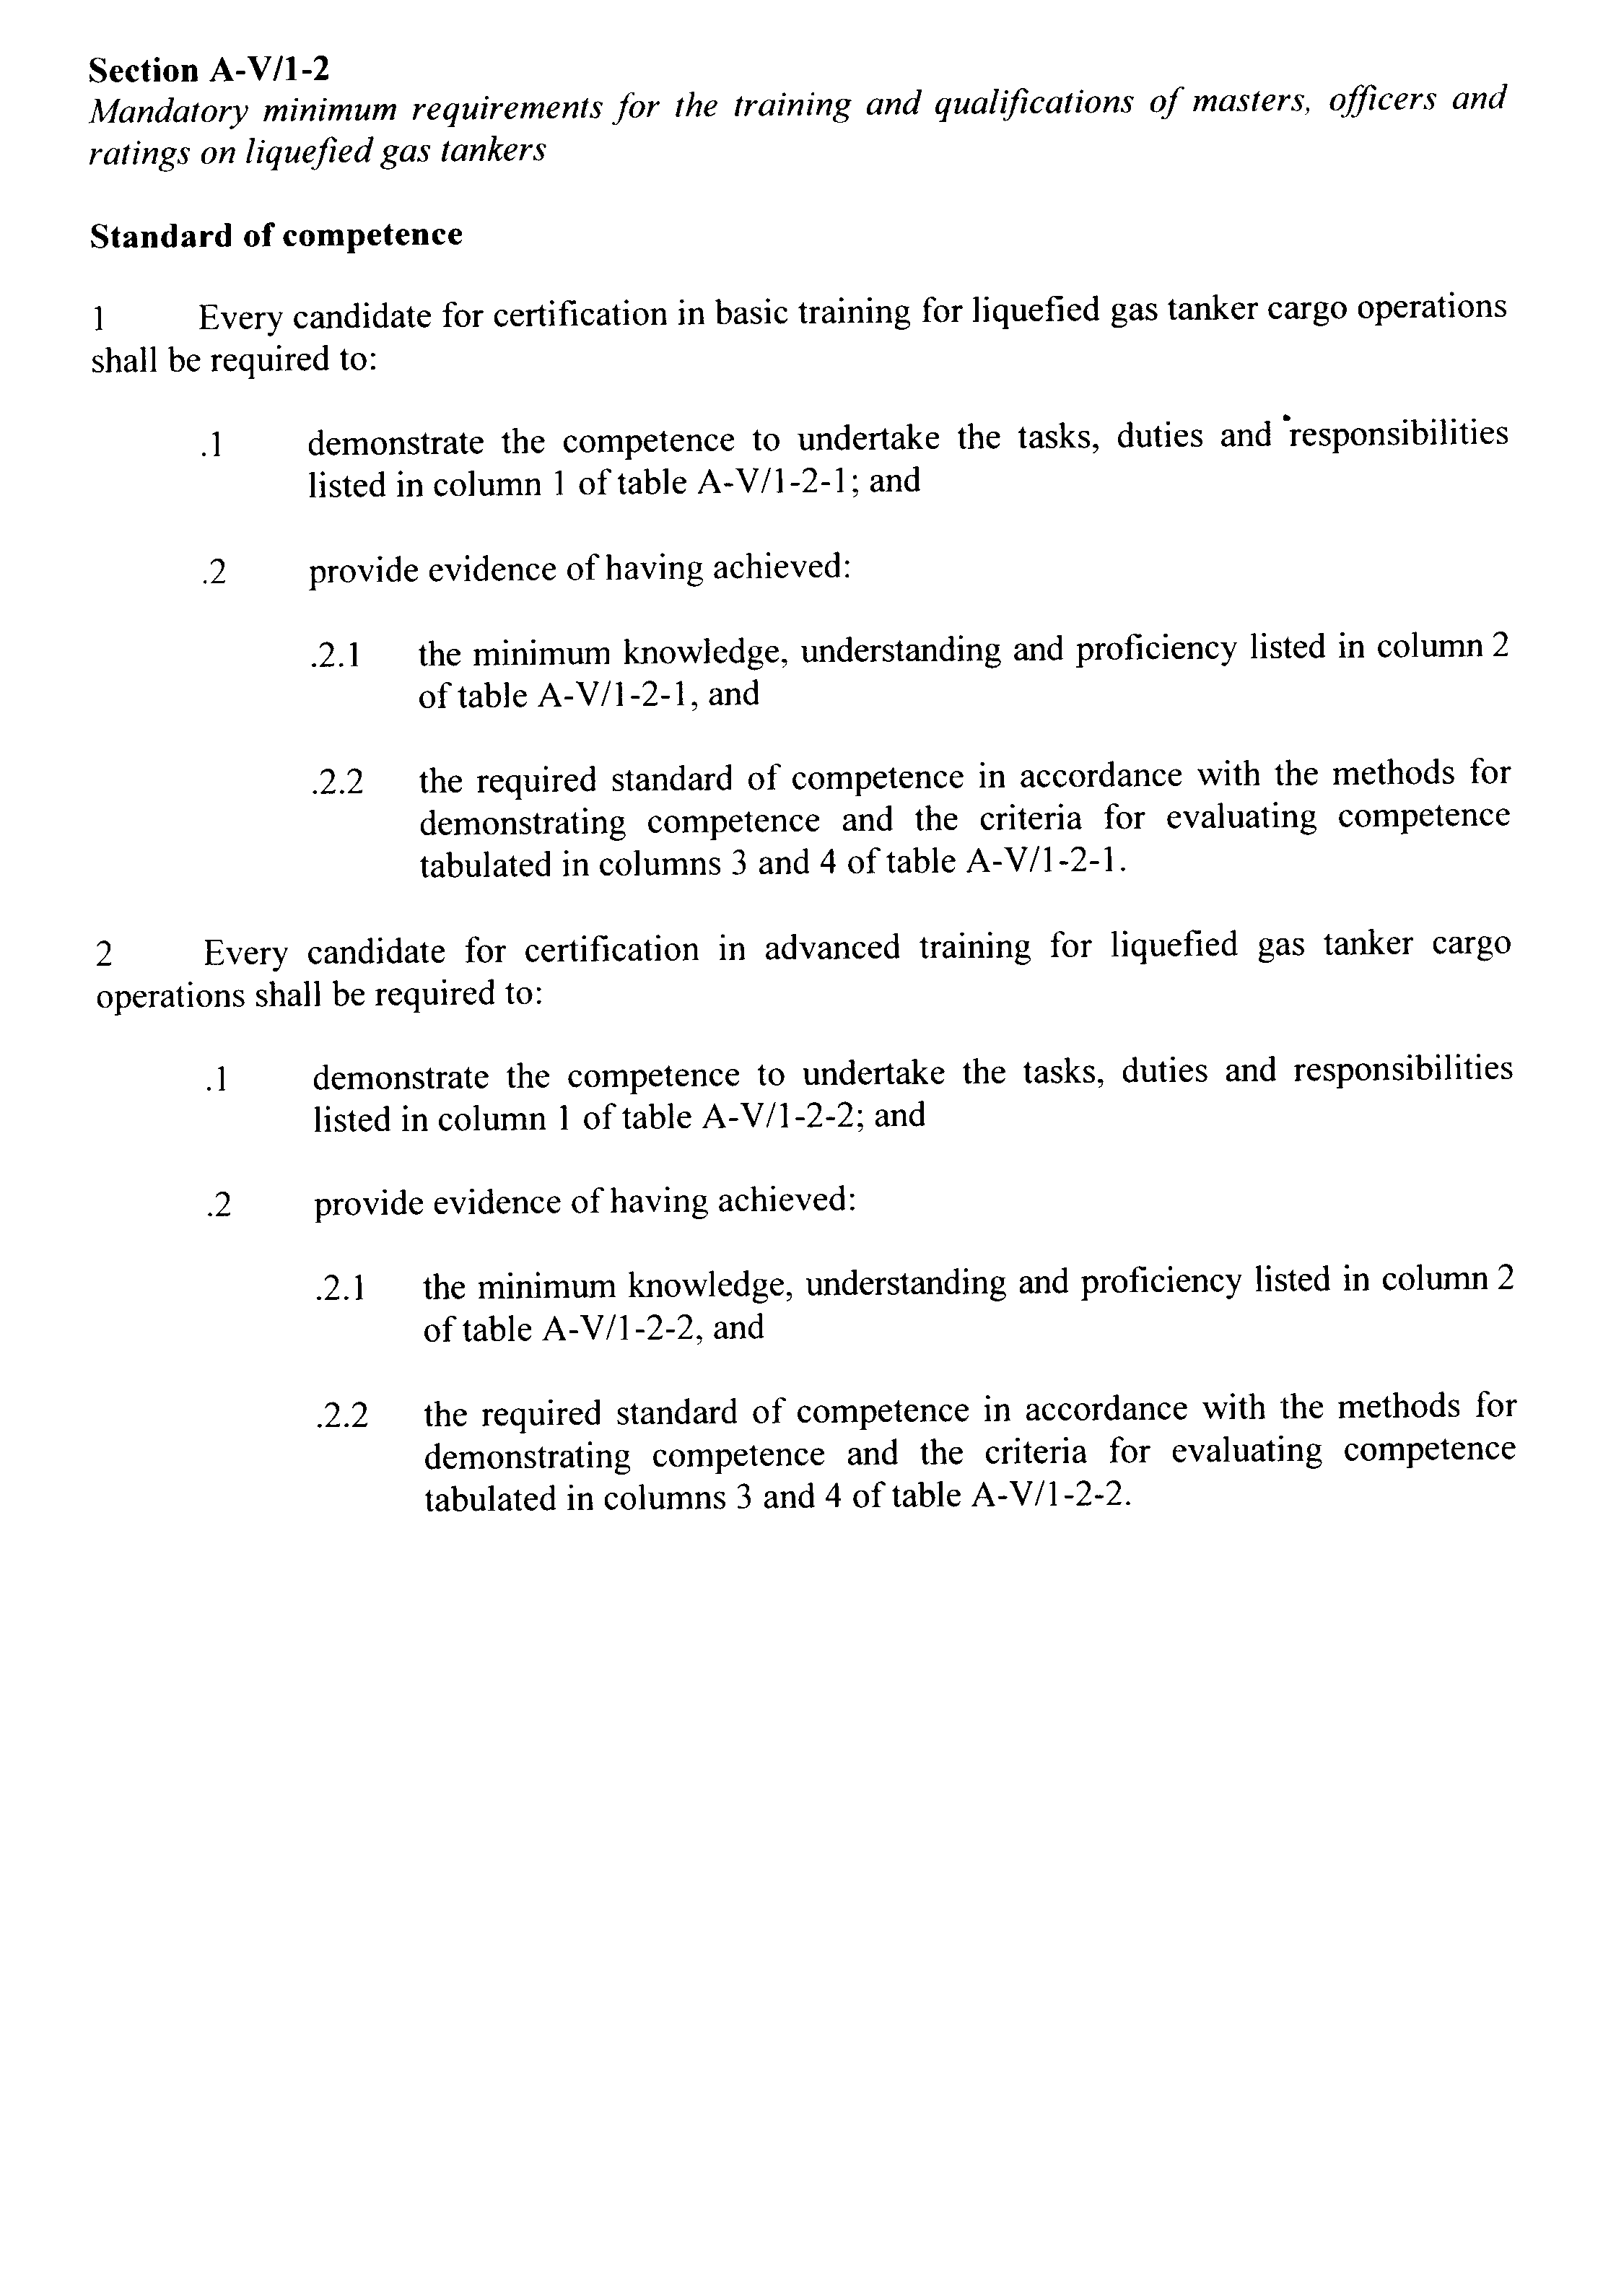 Section A-V/1-2
Mandatory minimum requirements for the training and qualifications of masters, officers and
ratings on liquefied gas tankers
Standard of competence
1 Every candidate for certification in basic training for liquefied gas tanker cargo operations
shall be required to:
.1 demonstrate the competence to undertake the tasks, duties and responsibilities
listed in column 1 of table A-V/1-2-1; and
.2 provide evidence of having achieved:
.2.1 the minimum knowledge, understanding and proficiency listed in column 2
of table A-V/1-2-1, and
.2.2 the required standard of competence in accordance with the methods for
demonstrating competence and the criteria for evaluating competence
tabulated in columns 3 and 4 of table A-V/1-2-1.
2 Every candidate for certification in advanced training for liquefied gas tanker cargo
operations shall be required to:
.1 demonstrate the competence to undertake the tasks, duties and responsibilities
listed in column 1 of table A-V/1-2-2; and
.2 provide evidence of having achieved:
.2.1 the minimum knowledge, understanding and proficiency listed in column 2
of table A-V/1-2-2, and
.2.2 the required standard of competence in accordance with the methods for
demonstrating competence and the criteria for evaluating competence
tabulated in columns 3 and 4 of table A-V/1-2-2.